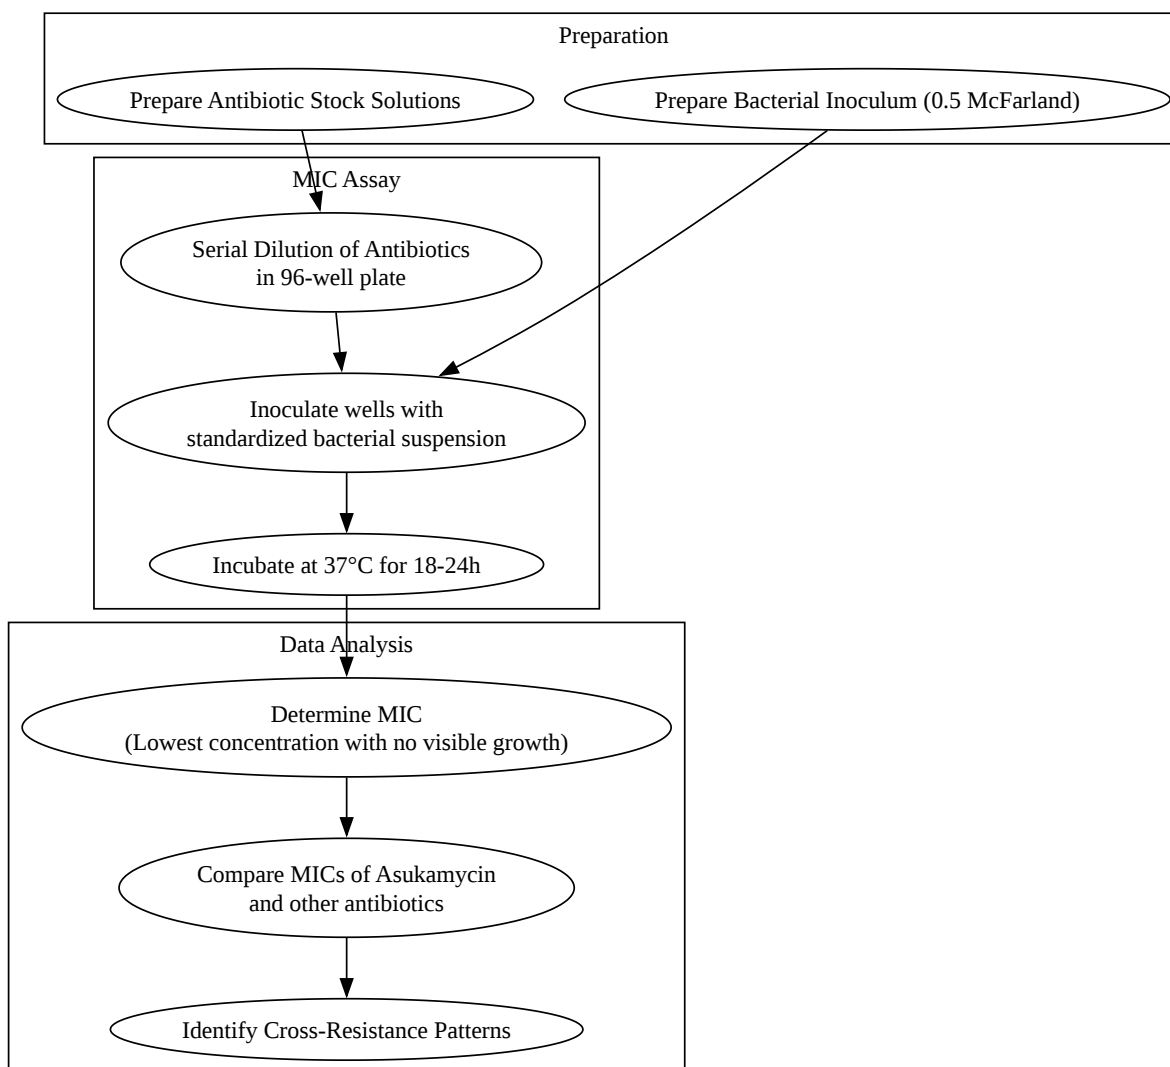 Preparation
Prepare Antibiotic Stock Solutions
Prepare Bacterial Inoculum (0.5 McFarland)
MIC Assay
Serial Dilution of Antibiotics
in 96-well plate
Inoculate wells with
standardized bacterial suspension
Incubate at 37°C for 18-24h
Data Analysis
Determine MIC
(Lowest concentration with no visible growth)
Compare MICs of Asukamycin
and other antibiotics
Identify Cross-Resistance Patterns